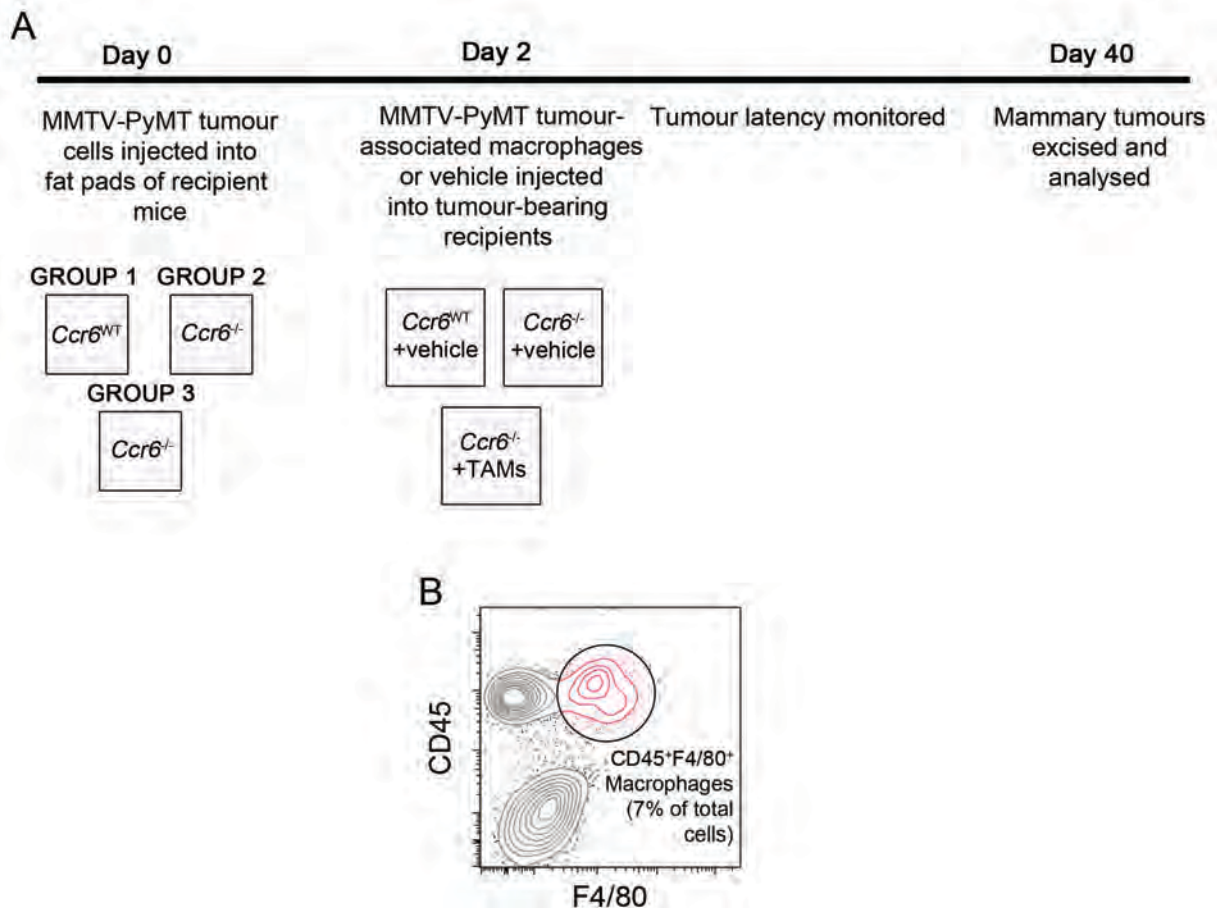 A
Day 0
Day 2
Day 40
MMTV-PyMT tumour
cells injected into
fat pads of recipient
mice
MMTV-PyMT tumour-
associated macrophages
or vehicle injected
into tumour-bearing
recipients
Tumour latency monitored
Mammary tumours
excised and
analysed
GROUP 1
GROUP 2
Ccr6WT
Ccr6-/-
GROUP 3
Ccr6-/-
Ccr6WT
+vehicle
Ccr6-/-
+vehicle
Ccr6-/-
+TAMs
B
CD45
CD45+F4/80+
Macrophages
(7% of total
cells)
F4/80